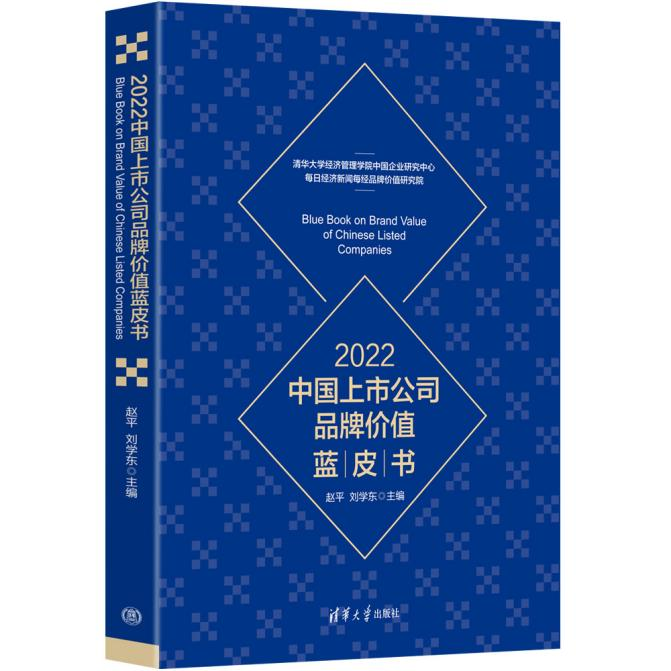 2022中国上市公司品牌价值蓝皮书
Blue Book on Brand Value of Chinese Listed Companies
赵平 刘学东◎主编
清华大学经济管理学院中国企业研究中心
每日经济新闻每经品牌价值研究院
Blue Book on Brand Value
of Chinese Listed
Companies
2022
中国上市公司
品牌价值
蓝|皮|书
赵平 刘学东◎主编
清华大学出版社